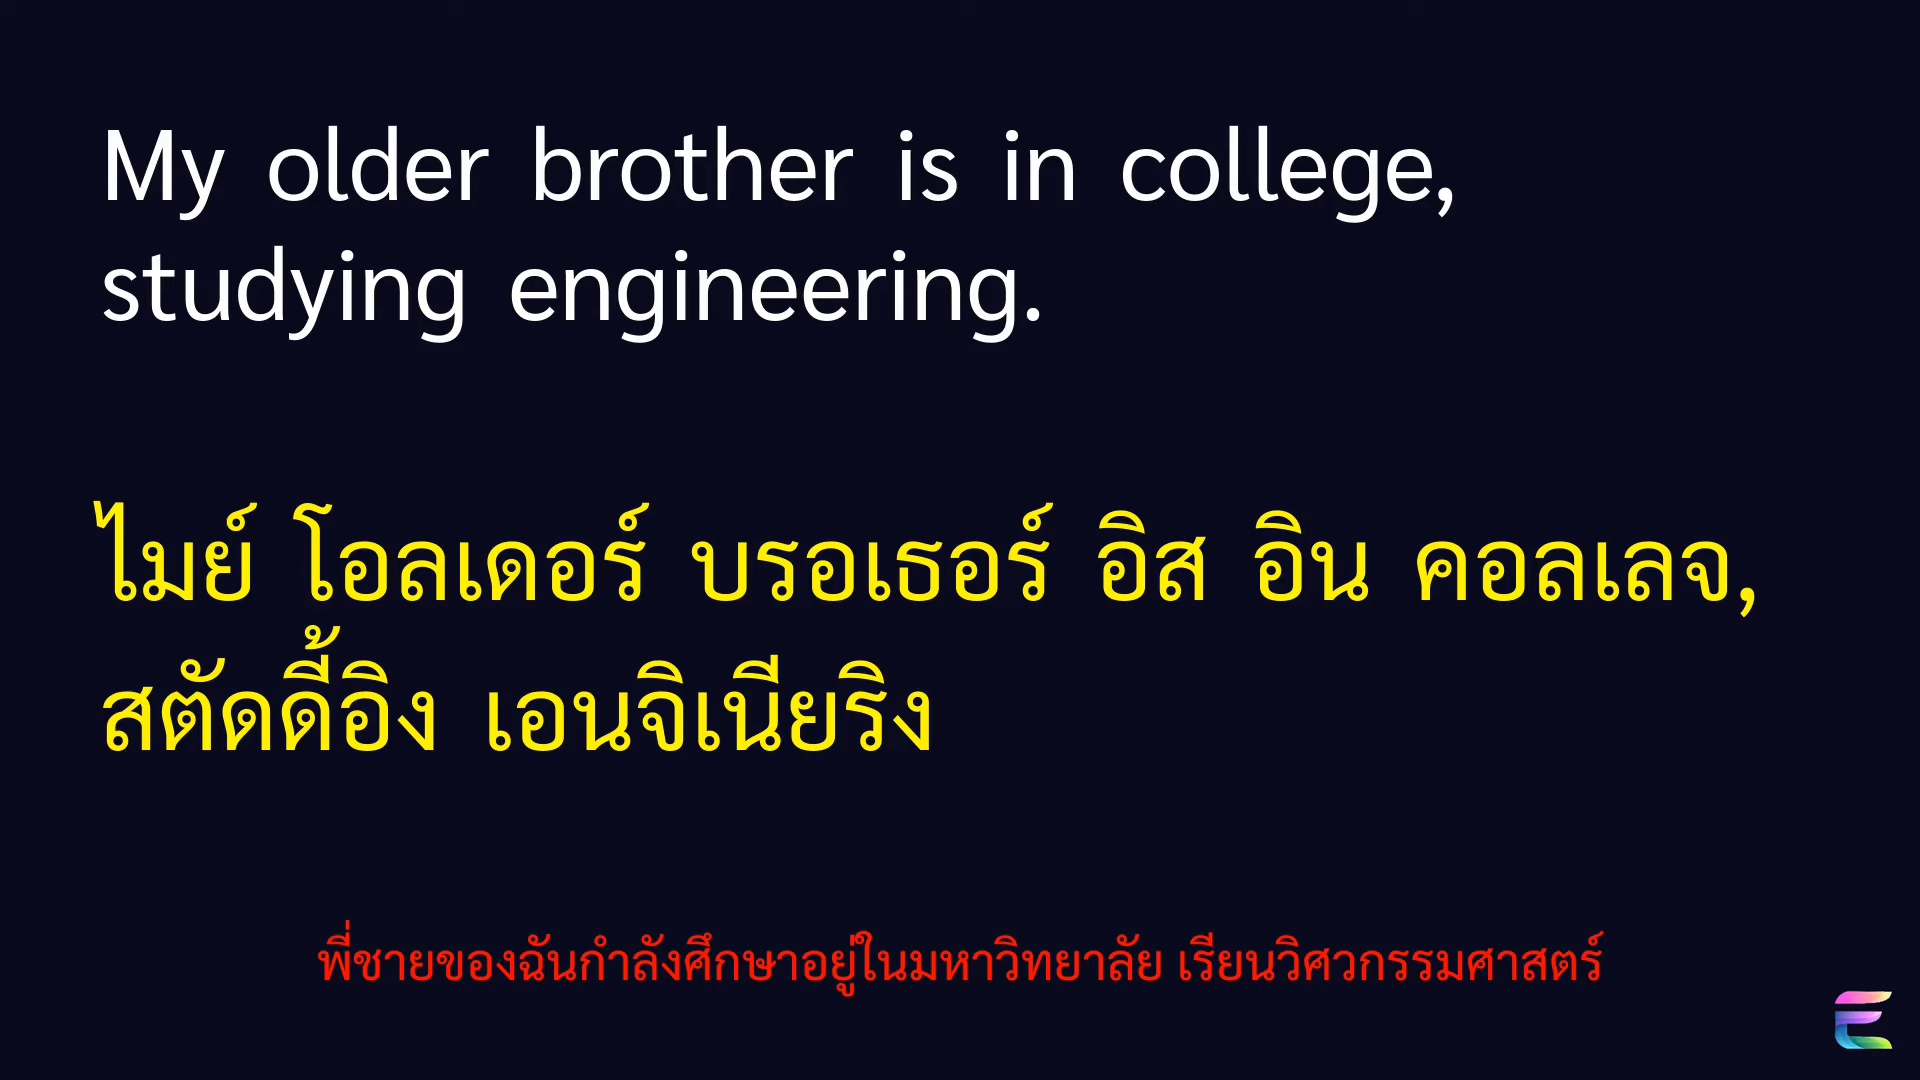 My older brother is in college,
studying engineering.
ไมย์ โอลเดอร์ บรอเธอร์ อิส อิน คอลเลจ,
สตัดดี้อิง เอนจิเนียริง
พี่ชายของฉันกำลังศึกษาอยู่ในมหาวิทยาลัย เรียนวิศวกรรมศาสตร์